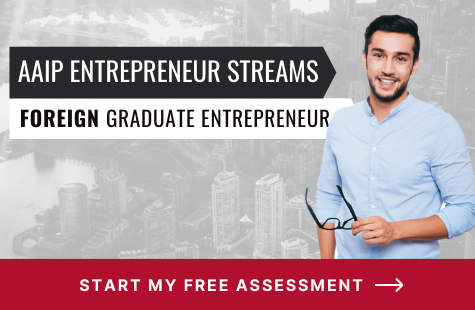 AAIP ENTREPRENEUR STREAMS
FOREIGN GRADUATE ENTREPRENEUR
START MY FREE ASSESSMENT